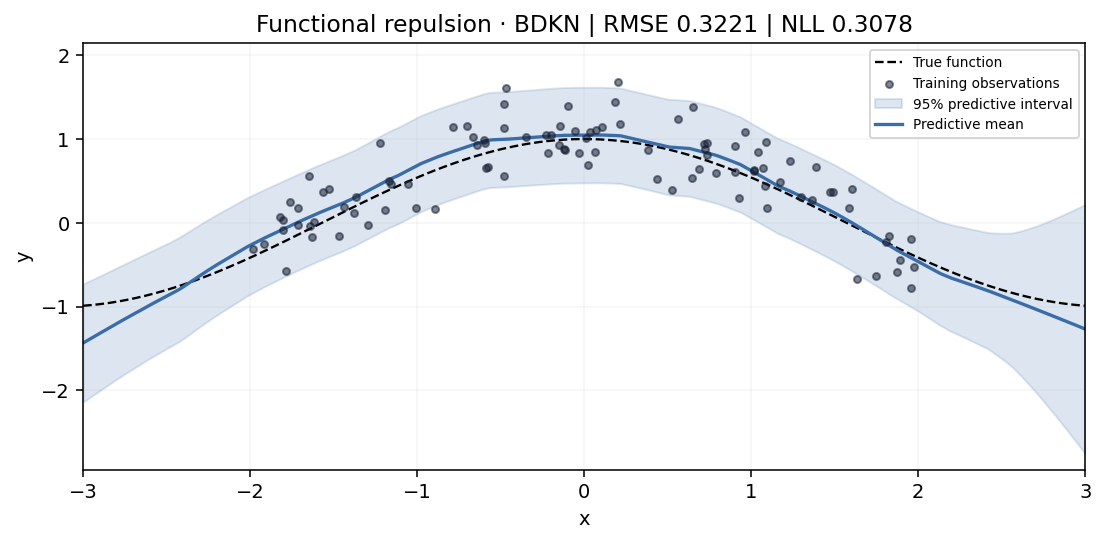 Functional repulsion · BDKN | RMSE 0.3221 | NLL 0.3078
True function
Training observations
95% predictive interval
Predictive mean
2
1
0
−1
−2
y
−3
−2
−1
0
1
2
3
x